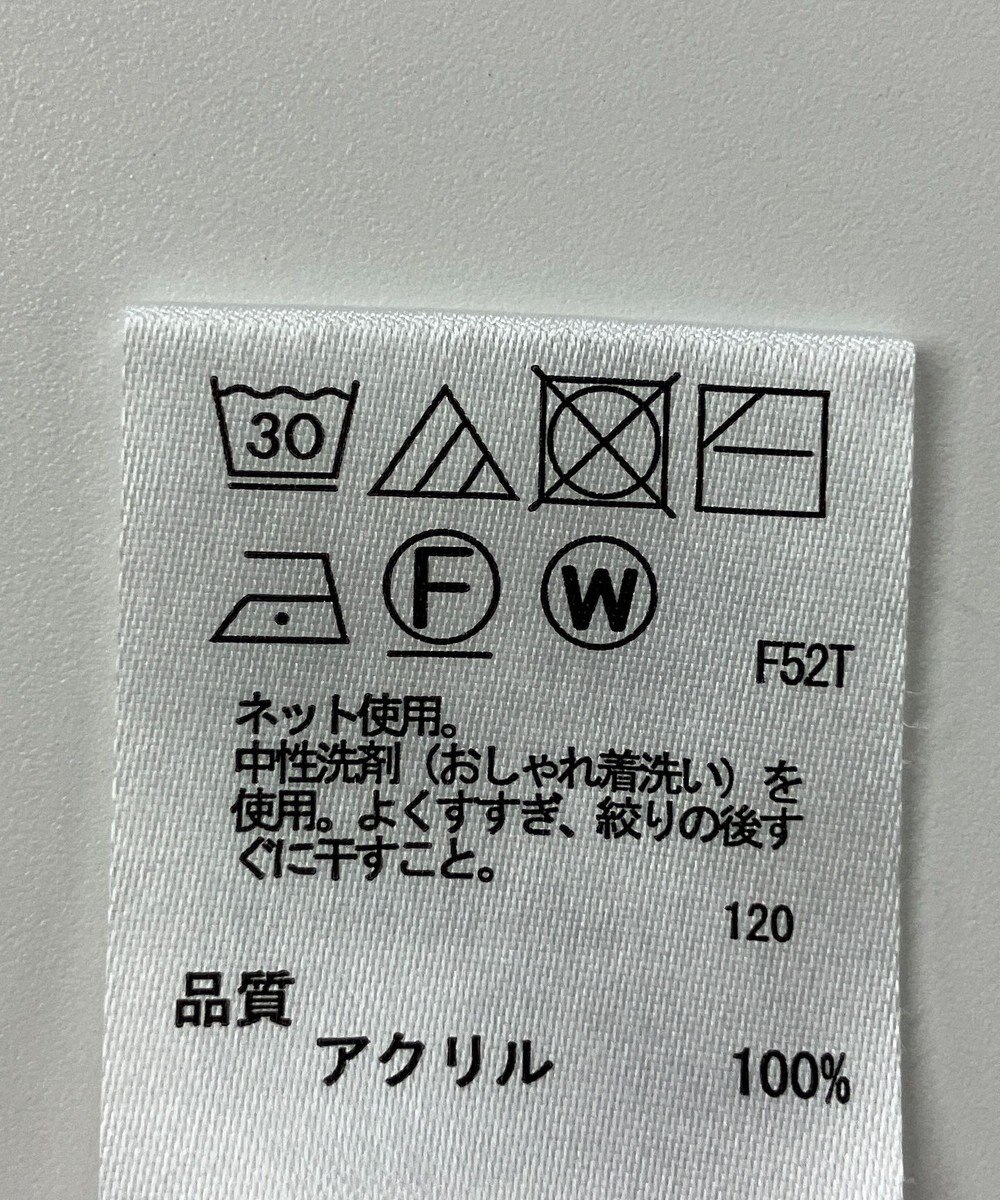 30
F W
F52T
ネット使用。
中性洗剤（おしゃれ着洗い）を
使用。よくすすぎ、絞りの後す
ぐに干すこと。
120
品質
アクリル 100%